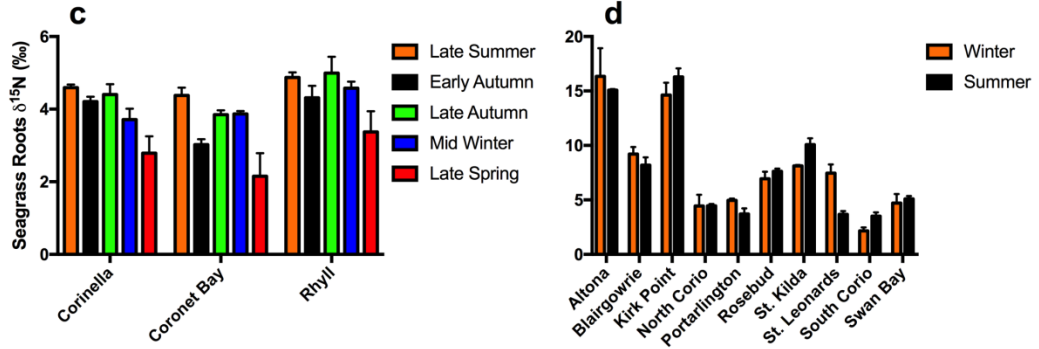 c
Seagrass Roots δ¹⁵N (‰)
6
4
2
0
Corinella
Coronet Bay
Rhyll
Late Summer
Early Autumn
Late Autumn
Mid Winter
Late Spring
d
20
15
10
5
0
Altona
Blairgowrie
Kirk Point
North Corio
Portarlington
Rosebud
St. Kilda
St. Leonards
South Corio
Swan Bay
Winter
Summer